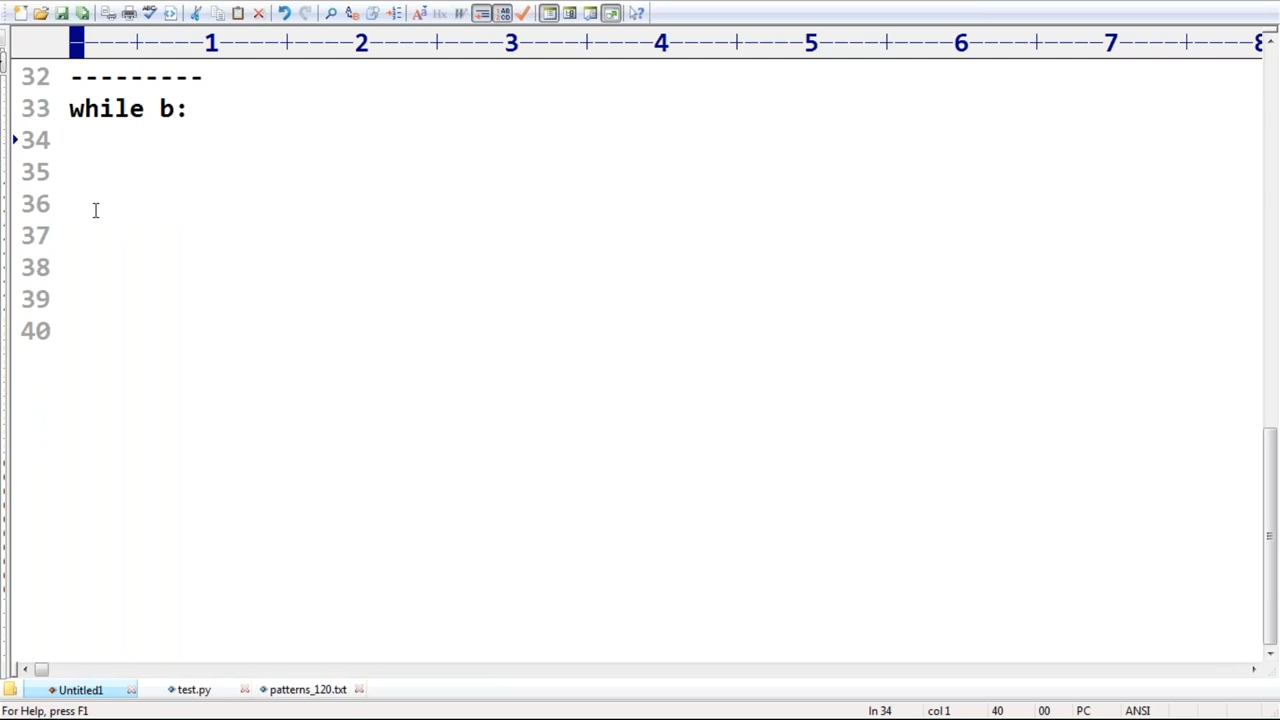 1 2 3 4 5 6 7 8
32 ---------
33 while b:
34
35
36
37
38
39
40
Untitled1 test.py patterns_120.txt
For Help, press F1 ln 34 col 1 40 00 PC ANSI